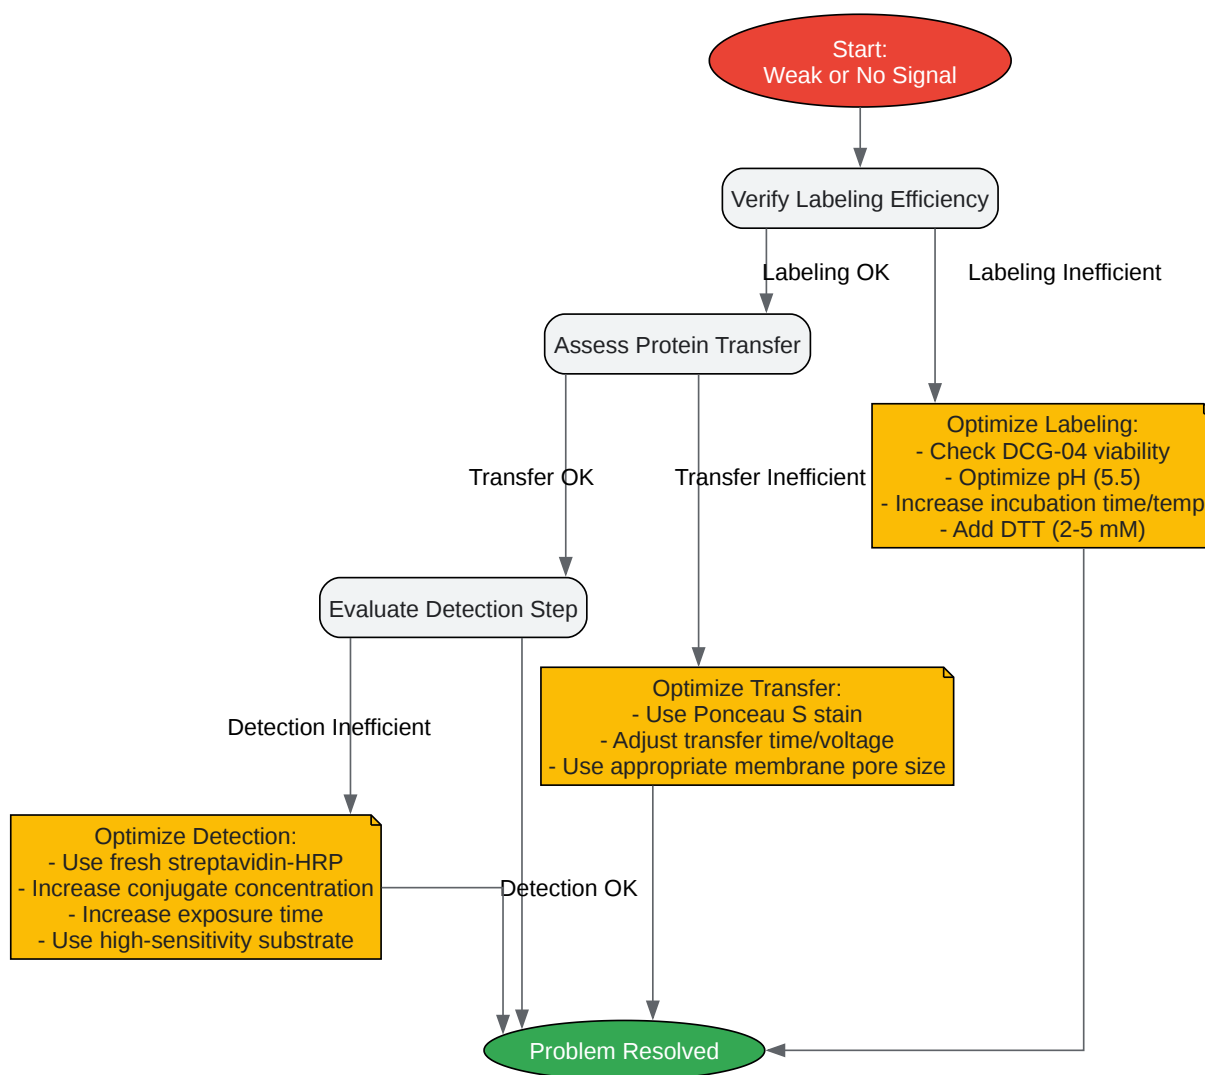 Start:
Weak or No Signal
Verify Labeling Efficiency
Labeling OK
Labeling Inefficient
Assess Protein Transfer
Optimize Labeling:
- Check DCG-04 viability
- Optimize pH (5.5)
- Increase incubation time/temp
- Add DTT (2-5 mM)
Transfer OK
Transfer Inefficient
Evaluate Detection Step
Optimize Transfer:
- Use Ponceau S stain
- Adjust transfer time/voltage
- Use appropriate membrane pore size
Detection Inefficient
Optimize Detection:
- Use fresh streptavidin-HRP
- Increase conjugate concentration
- Increase exposure time
- Use high-sensitivity substrate
Detection OK
Problem Resolved